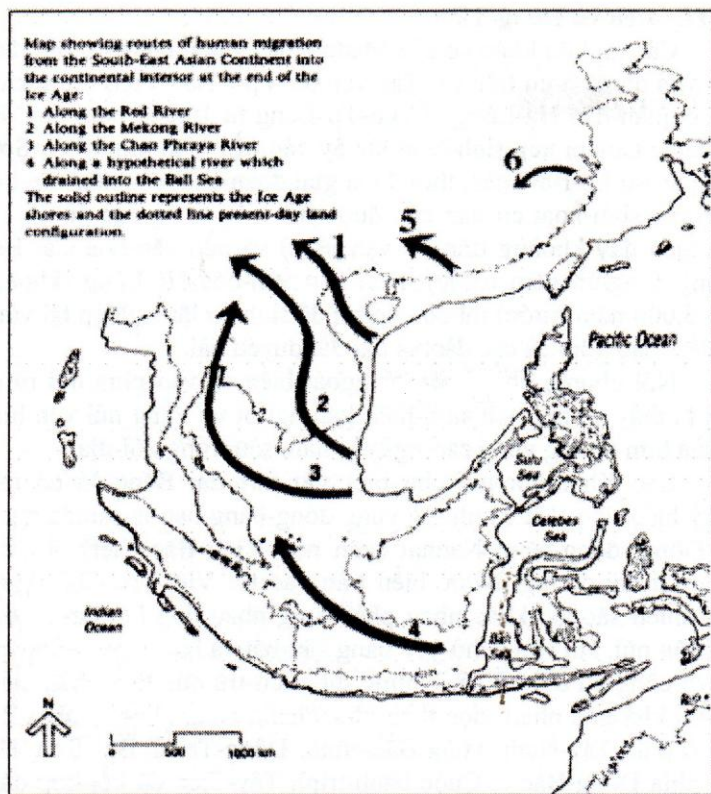 Map showing routes of human migration
from the South-East Asian Continent into
the continental interior at the end of the
Ice Age:
1 Along the Red River
2 Along the Mekong River
3 Along the Chao Phraya River
4 Along a hypothetical river which
drained into the Bali Sea
The solid outline represents the Ice Age
shores and the dotted line present-day land
configuration.
6
1
5
Pacific Ocean
2
Sulu
Sea
3
Celebes
Sea
Indian
Ocean
4
Bali
Sea
N
500
1000 km